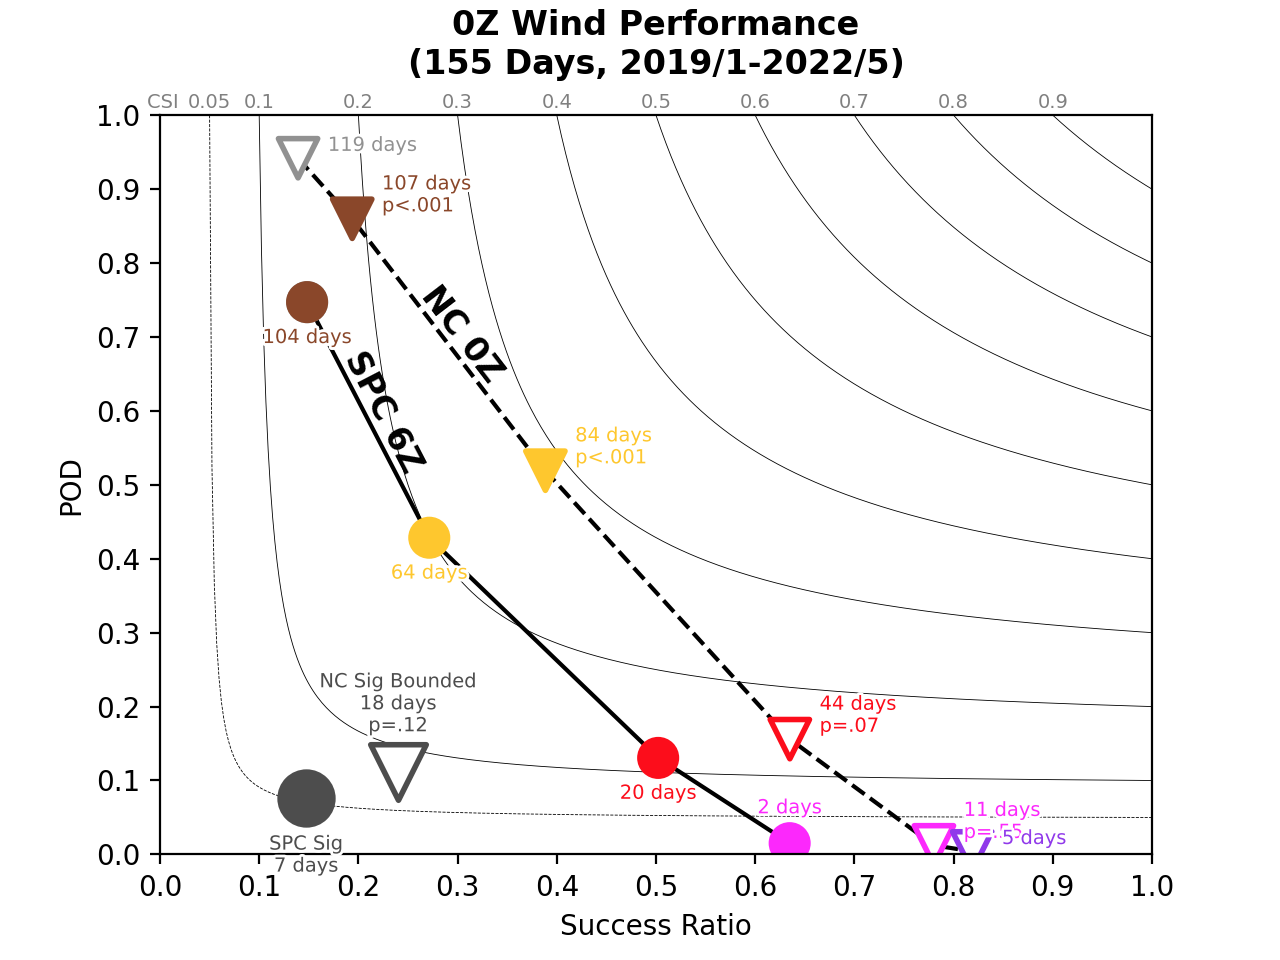 0Z Wind Performance
(155 Days, 2019/1-2022/5)
CSI 0.05 0.1 0.2 0.3 0.4 0.5 0.6 0.7 0.8 0.9
1.0
0.9
0.8
0.7
0.6
0.5
0.4
0.3
0.2
0.1
0.0
POD
119 days
107 days
p<.001
104 days
NC 0Z
SPC 6Z
84 days
p<.001
64 days
NC Sig Bounded
18 days
p=.12
44 days
p=.07
20 days
2 days
11 days
p=.55
5 days
SPC Sig
7 days
0.0 0.1 0.2 0.3 0.4 0.5 0.6 0.7 0.8 0.9 1.0
Success Ratio